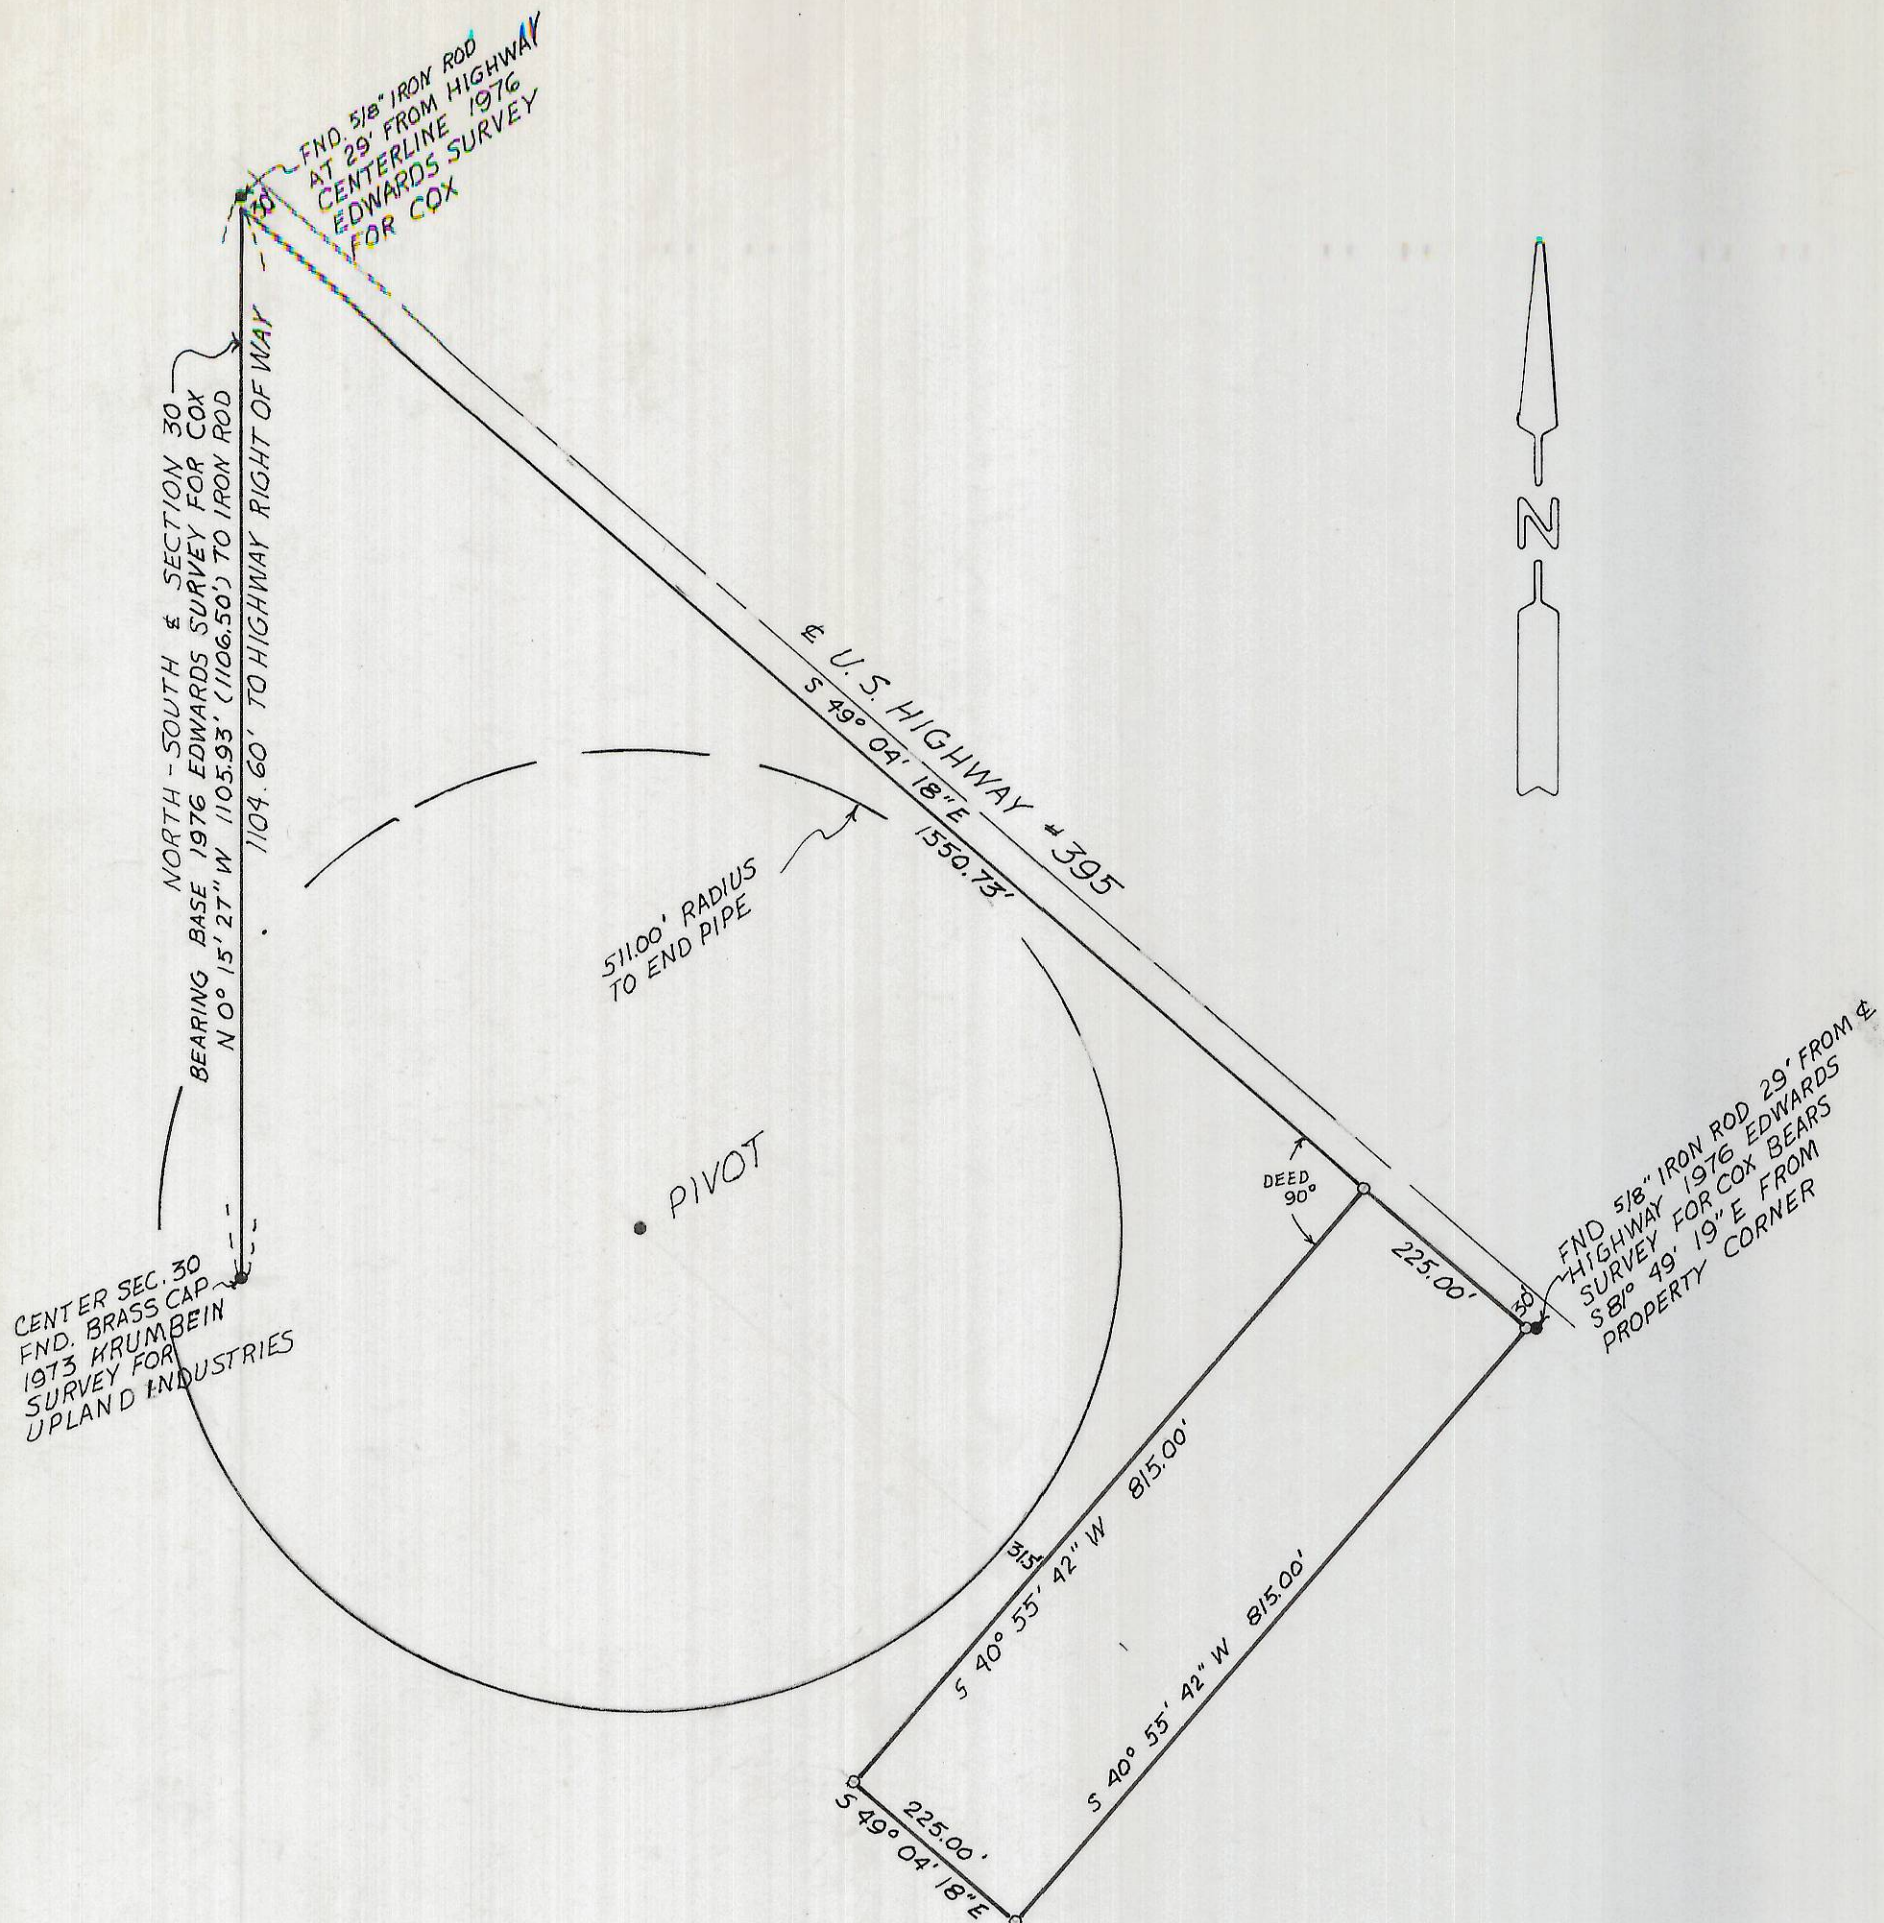 FND. 5/8" IRON ROD
AT 29' FROM HIGHWAY
CENTERLINE 1976
EDWARDS SURVEY
FOR COX
30'
NORTH-SOUTH ℄ SECTION 30
BEARING BASE 1976 EDWARDS SURVEY FOR COX
N 0° 15' 27" W 1105.93' (1106.50') TO IRON ROD
1104.60' TO HIGHWAY RIGHT OF WAY
N
℄ U.S. HIGHWAY #395
S 49° 04' 18" E
1550.73'
511.00' RADIUS
TO END PIPE
PIVOT
DEED
90°
225.00'
30'
FND 5/8" IRON ROD 29' FROM ℄
HIGHWAY 1976 EDWARDS
SURVEY FOR COX BEARS
S 81° 49' 19" E FROM
PROPERTY CORNER
CENTER SEC. 30
FND. BRASS CAP
1973 KRUMBEIN
SURVEY FOR
UPLAND INDUSTRIES
S 40° 55' 42" W 815.00'
S 40° 55' 42" W 815.00'
225.00'
S 49° 04' 18" E